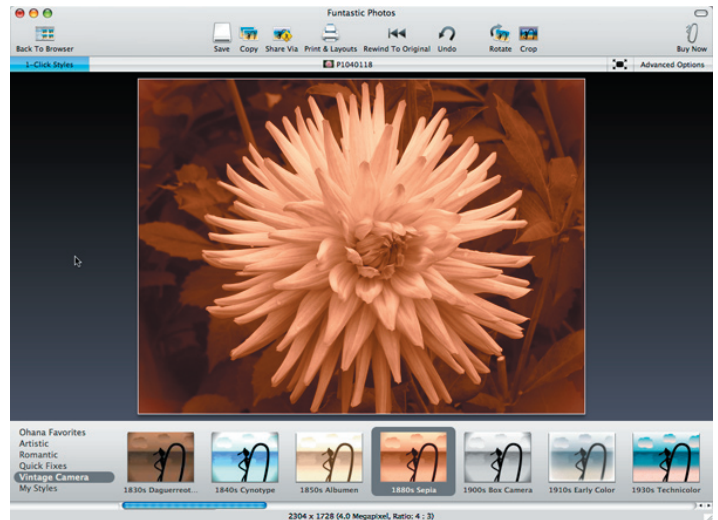 Funtastic Photos
Back To Browser
Save Copy Share Via Print & Layouts Rewind To Original Undo Rotate Crop Buy Now
1-Click Styles
P1040118
Advanced Options
Ohana Favorites
Artistic
Romantic
Quick Fixes
Vintage Camera
My Styles
1830s Daguerreot... 1840s Cynotype 1850s Albumen 1880s Sepia 1900s Box Camera 1910s Early Color 1930s Technicolor
2304 x 1728 (4.0 Megapixel, Ratio: 4 : 3)